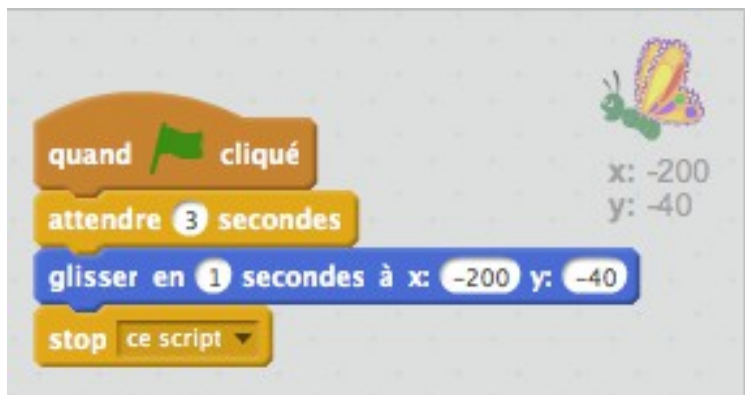 quand cliqué
attendre 3 secondes
glisser en 1 secondes à x: -200 y: -40
stop ce script
x: -200
y: -40